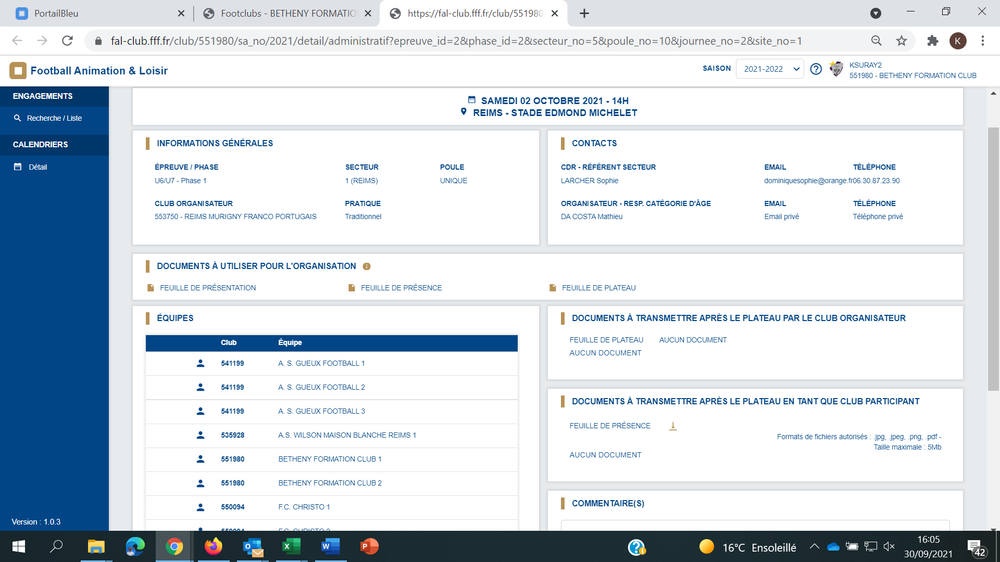 PortailBleu
Footclubs - BETHENY FORMATIO
https://fal-club.fff.fr/club/551980
fal-club.fff.fr/club/551980/sa_no/2021/detail/administratif?epreuve_id=2&phase_id=2&secteur_no=5&poule_no=10&journee_no=2&site_no=1
K
Football Animation & Loisir
SAISON
2021-2022
KSURAY2
551980 - BETHENY FORMATION CLUB
ENGAGEMENTS
Recherche / Liste
CALENDRIERS
Détail
Version : 1.0.3
SAMEDI 02 OCTOBRE 2021 - 14H
REIMS - STADE EDMOND MICHELET
INFORMATIONS GÉNÉRALES
ÉPREUVE / PHASE SECTEUR POULE
U6/U7 - Phase 1 1 (REIMS) UNIQUE
CLUB ORGANISATEUR PRATIQUE
553750 - REIMS MURIGNY FRANCO PORTUGAIS Traditionnel
CONTACTS
CDR - RÉFÉRENT SECTEUR EMAIL TÉLÉPHONE
LARCHER Sophie dominiquesophie@orange.fr06.30.87.23.90
ORGANISATEUR - RESP. CATÉGORIE D'ÂGE EMAIL TÉLÉPHONE
DA COSTA Mathieu Email privé Téléphone privé
DOCUMENTS À UTILISER POUR L'ORGANISATION
FEUILLE DE PRÉSENTATION FEUILLE DE PRÉSENCE FEUILLE DE PLATEAU
ÉQUIPES
Club Équipe
541199 A. S. GUEUX FOOTBALL 1
541199 A. S. GUEUX FOOTBALL 2
541199 A. S. GUEUX FOOTBALL 3
535928 A.S. WILSON MAISON BLANCHE REIMS 1
551980 BETHENY FORMATION CLUB 1
551980 BETHENY FORMATION CLUB 2
550094 F.C. CHRISTO 1
550094 F.C. CHRISTO 2
DOCUMENTS À TRANSMETTRE APRÈS LE PLATEAU PAR LE CLUB ORGANISATEUR
FEUILLE DE PLATEAU AUCUN DOCUMENT
AUCUN DOCUMENT
DOCUMENTS À TRANSMETTRE APRÈS LE PLATEAU EN TANT QUE CLUB PARTICIPANT
FEUILLE DE PRÉSENCE
Formats de fichiers autorisés : .jpg, .jpeg, .png, .pdf -
Taille maximale : 5Mb
AUCUN DOCUMENT
COMMENTAIRE(S)
16°C Ensoleillé
16:05
30/09/2021
42